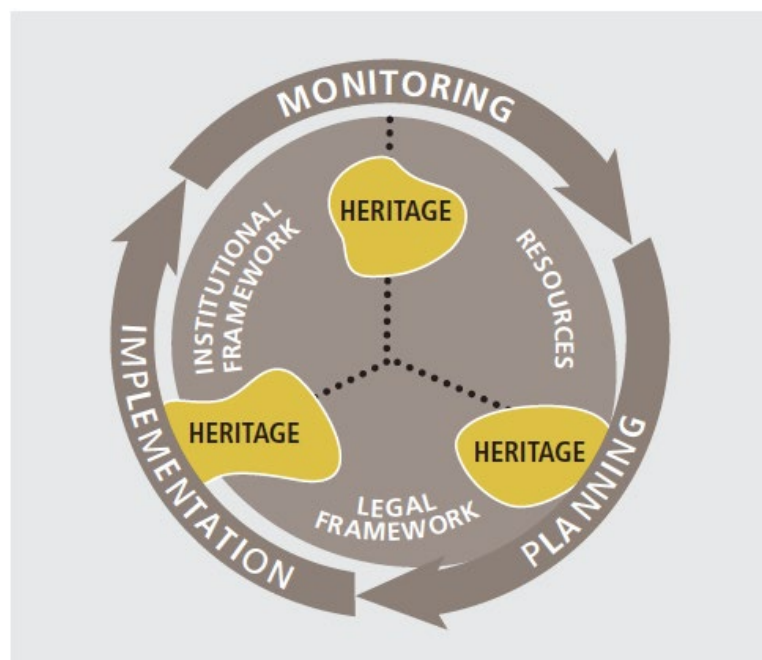 MONITORING
HERITAGE
INSTITUTIONAL
FRAMEWORK
RESOURCES
IMPLEMENTATION
HERITAGE
HERITAGE
PLANNING
LEGAL
FRAMEWORK